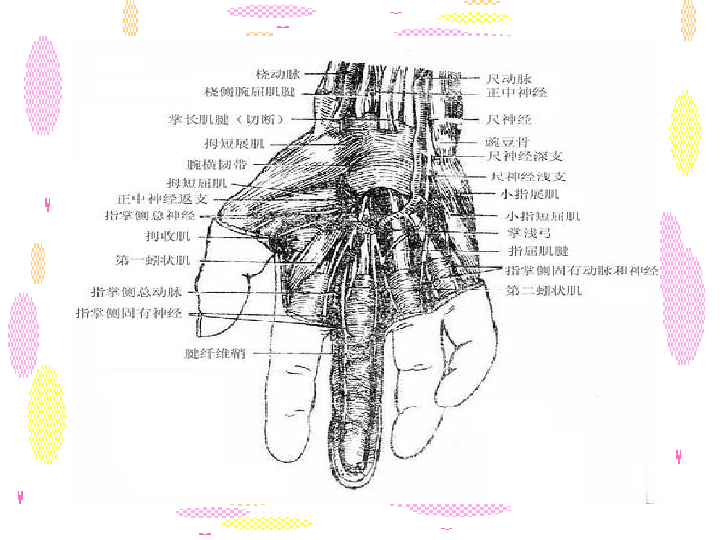 桡动脉
桡侧腕屈肌腱
掌长肌腱（切断）
拇短展肌
腕横韧带
拇短屈肌
正中神经返支
指掌侧总神经
拇收肌
第一蚓状肌
指掌侧总动脉
指掌侧固有神经
腱纤维鞘
尺动脉
正中神经
尺神经
豌豆骨
尺神经深支
尺神经浅支
小指展肌
小指短屈肌
掌浅弓
指屈肌腱
指掌侧固有动脉和神经
第二蚓状肌